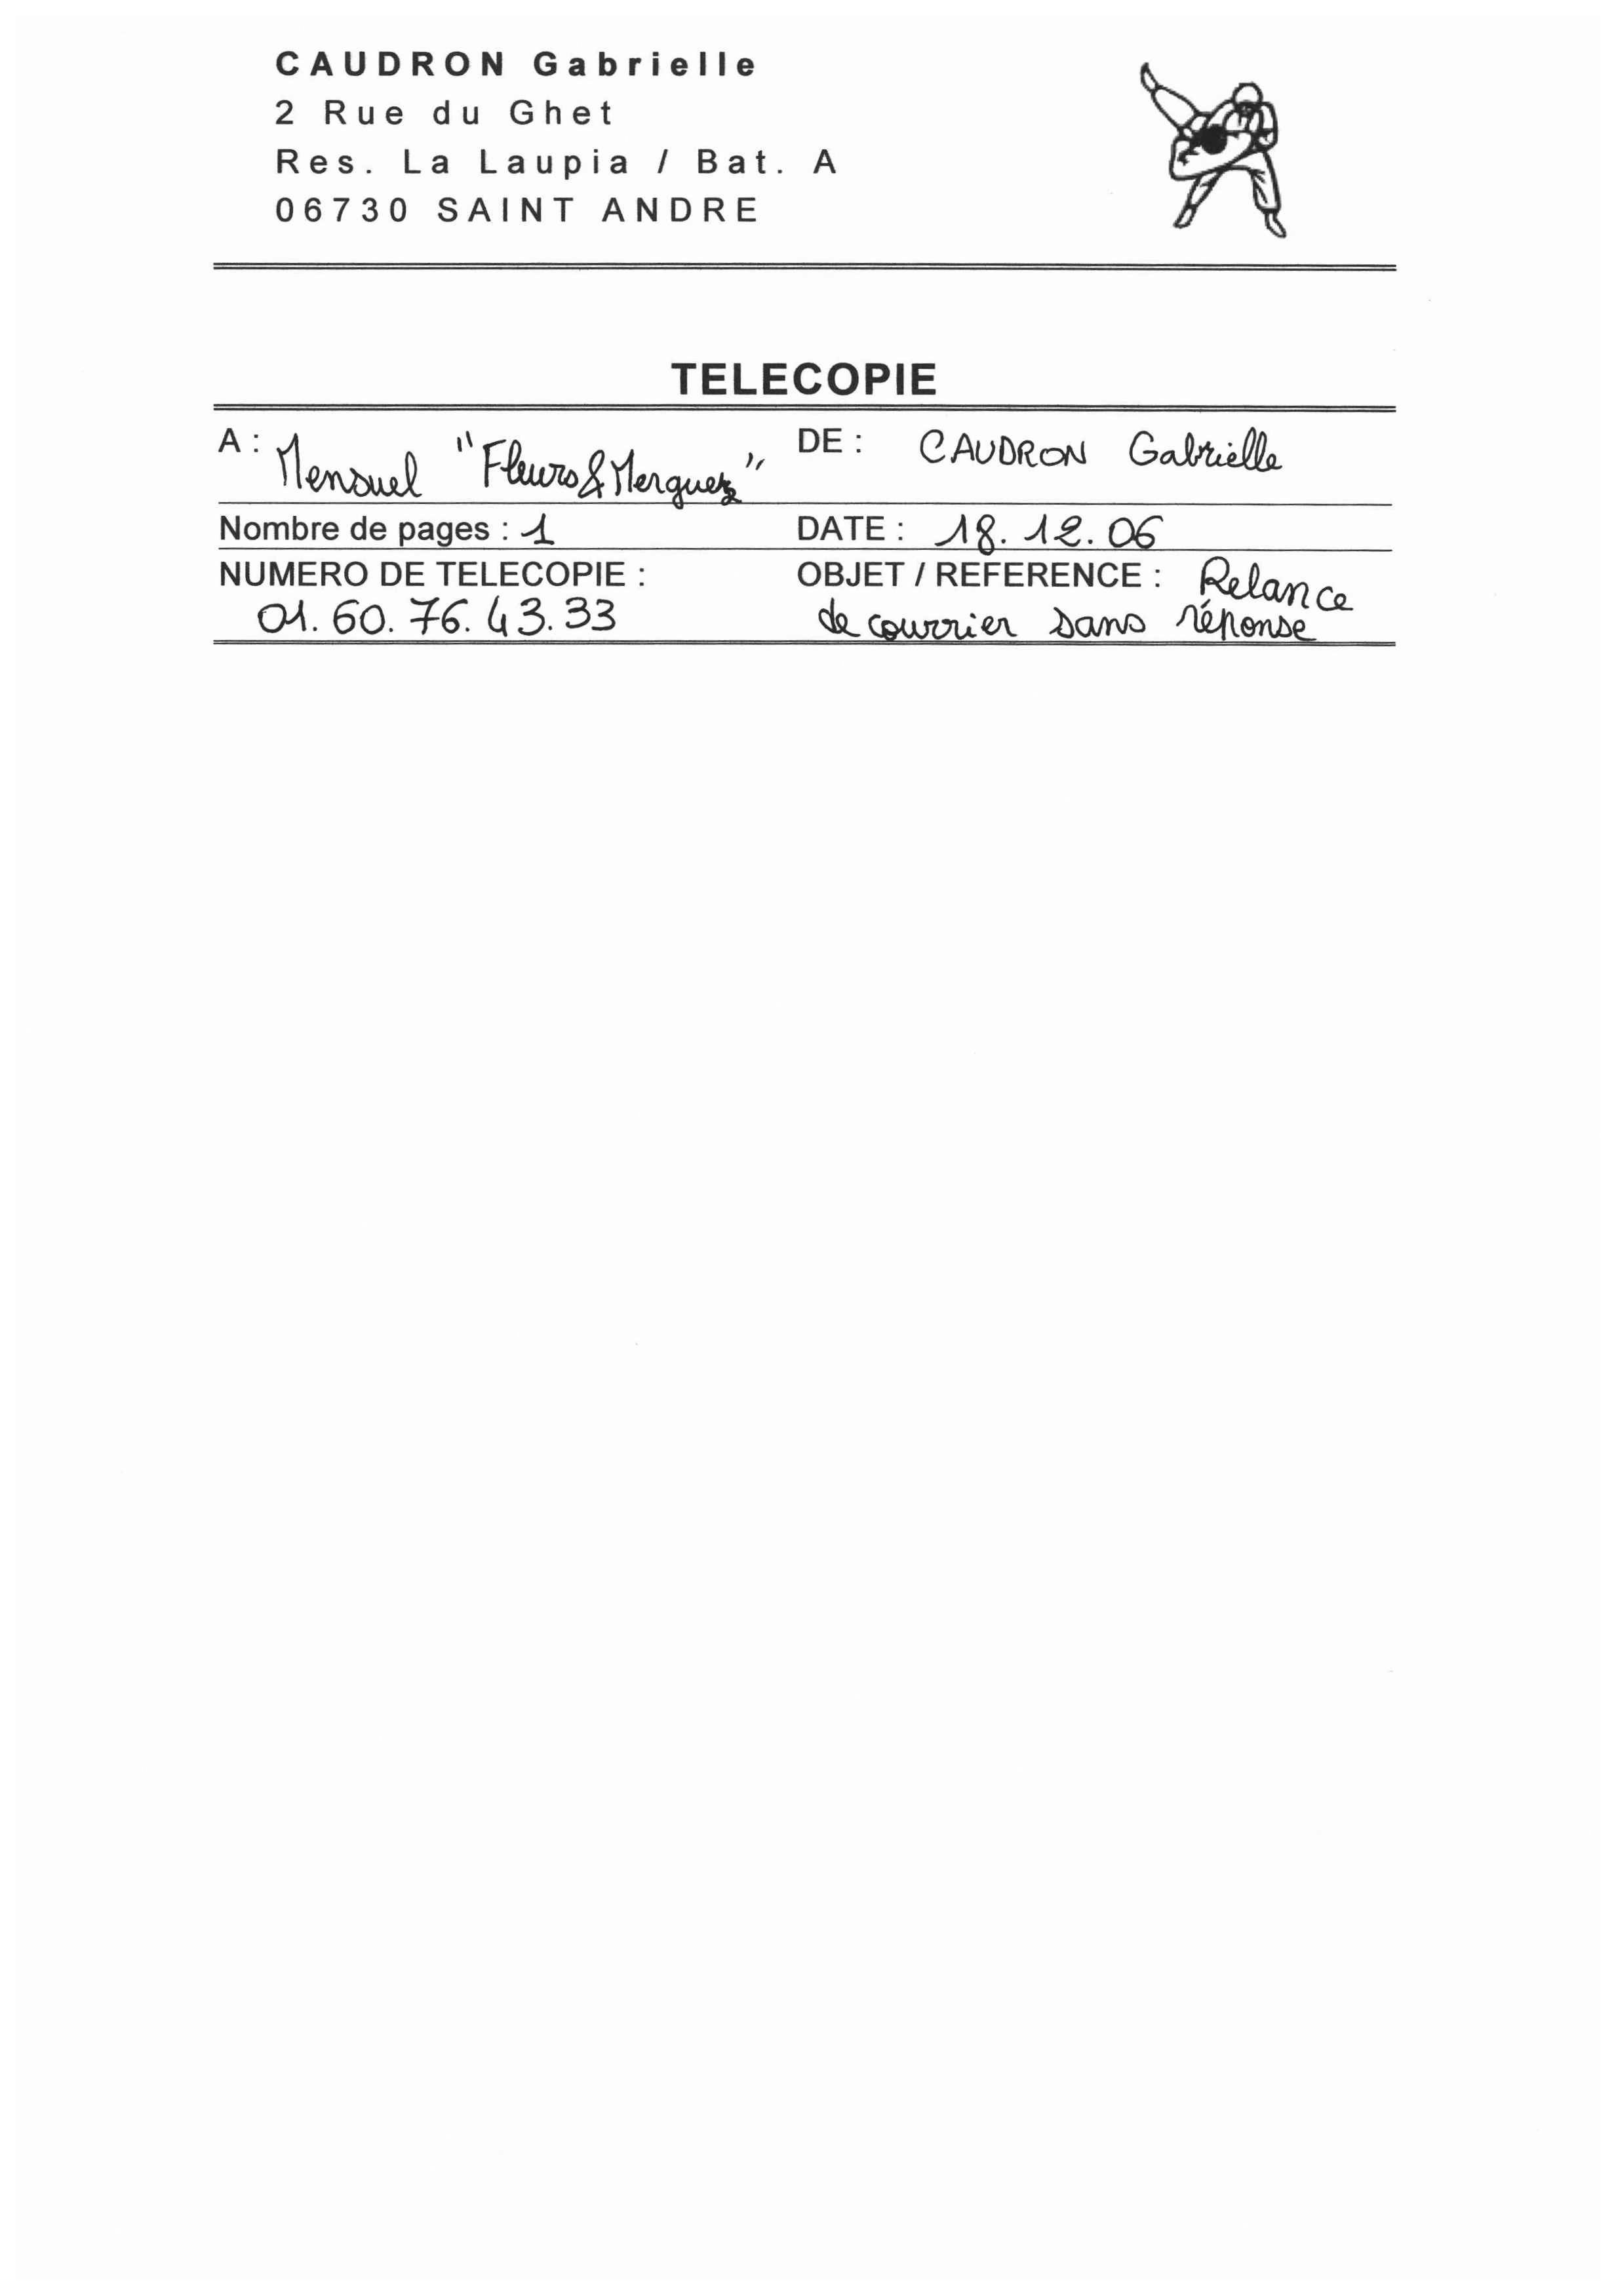 CAUDRON Gabrielle
2 Rue du Ghet
Res. La Laupia / Bat. A
06730 SAINT ANDRE
TELECOPIE
A : Mensuel "Fleurs & Merguez"
DE : CAUDRON Gabrielle
Nombre de pages : 1
DATE : 18.12.06
NUMERO DE TELECOPIE :
01.60.76.43.33
OBJET / REFERENCE : Relance
de courrier sans réponse